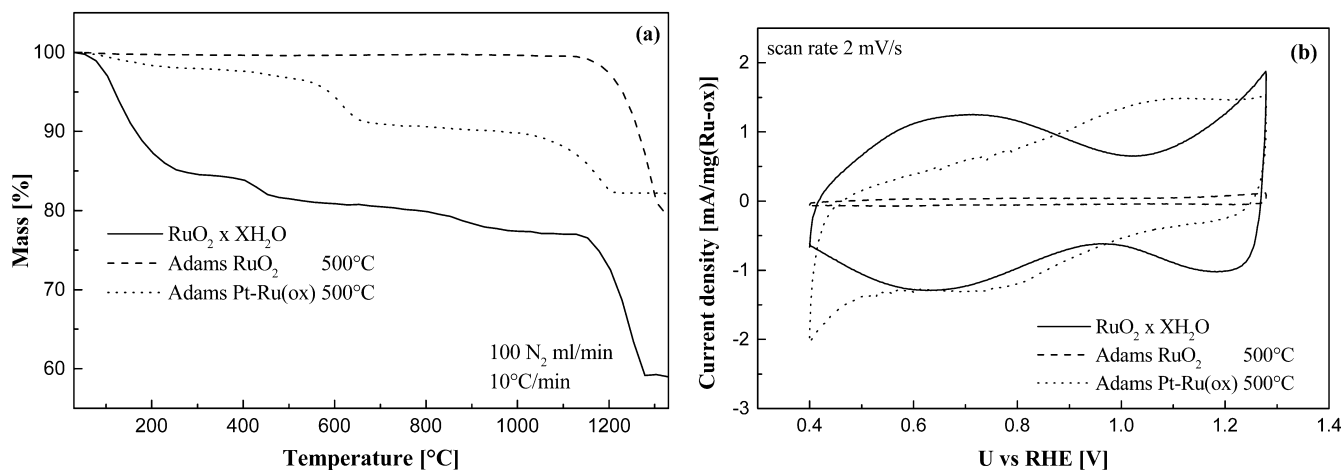 (a)
100
90
80
70
60
Mass [%]
RuO2 x XH2O
Adams RuO2 500°C
Adams Pt-Ru(ox) 500°C
100 N2 ml/min
10°C/min
200 400 600 800 1000 1200
Temperature [°C]
scan rate 2 mV/s
(b)
2
1
0
-1
-2
-3
Current density [mA/mg(Ru-ox)]
RuO2 x XH2O
Adams RuO2 500°C
Adams Pt-Ru(ox) 500°C
0.4 0.6 0.8 1.0 1.2 1.4
U vs RHE [V]